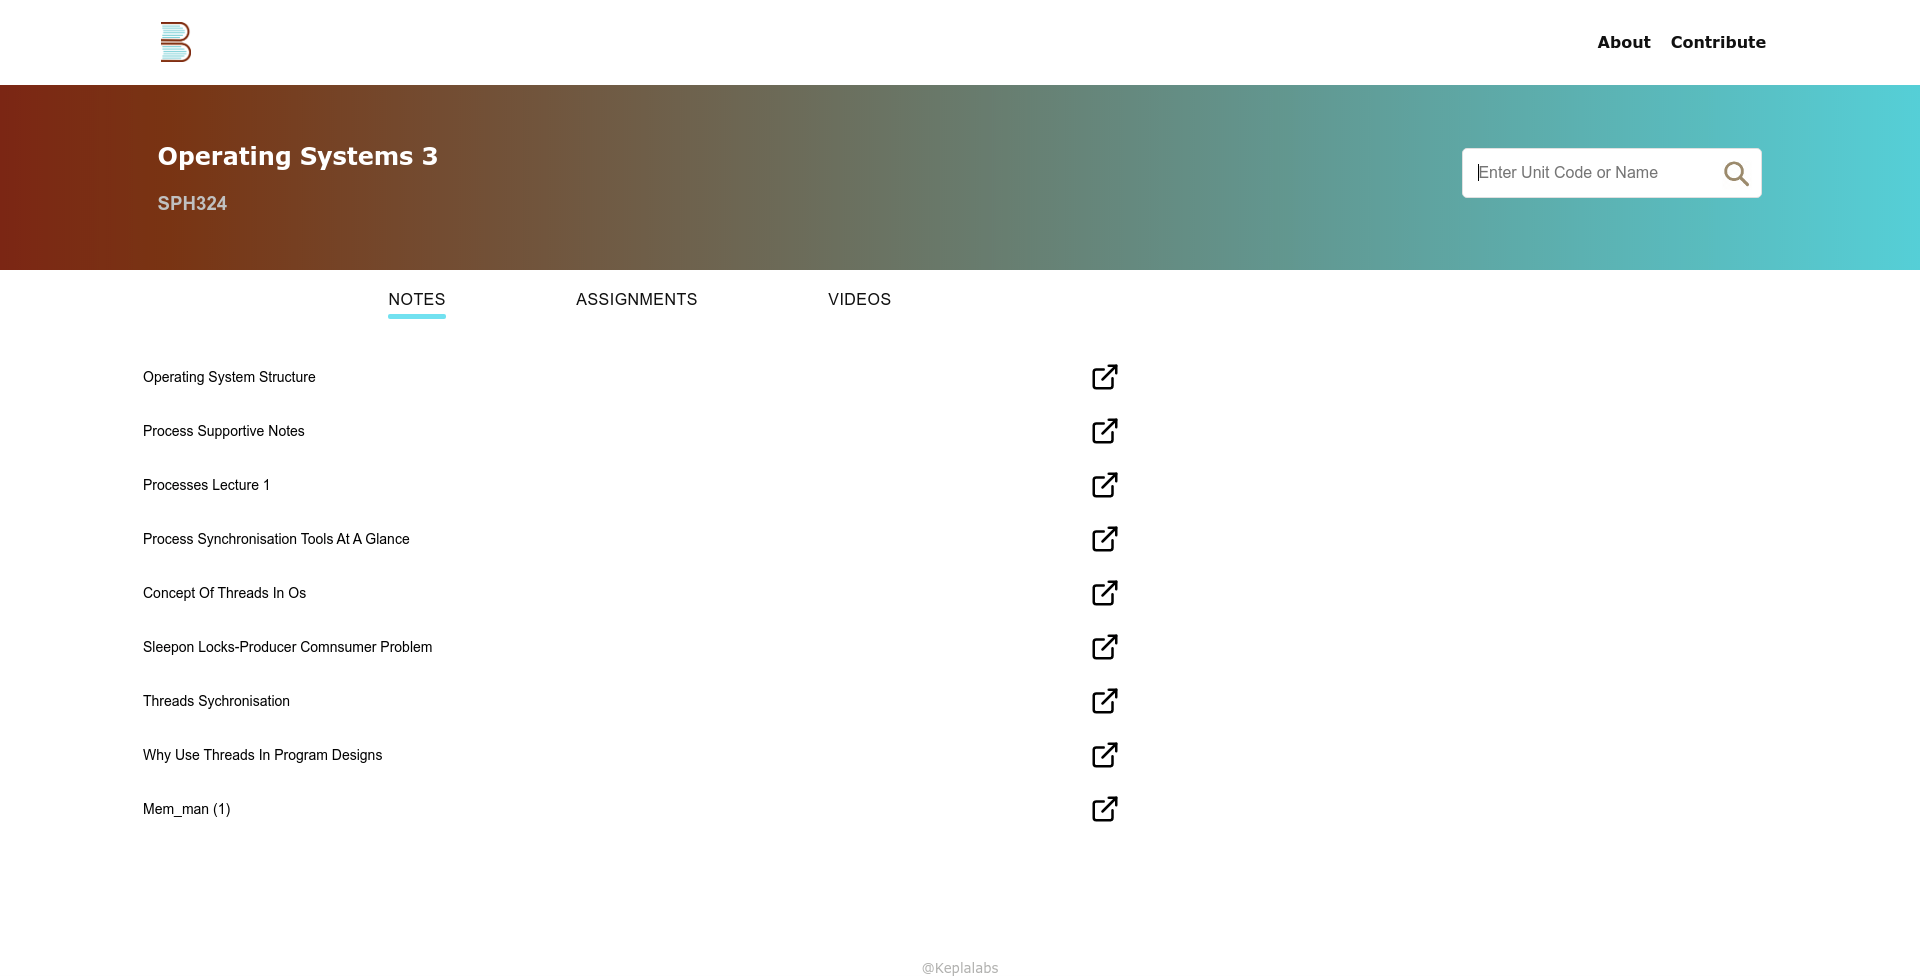 About Contribute
Operating Systems 3
SPH324
Enter Unit Code or Name
NOTES ASSIGNMENTS VIDEOS
Operating System Structure
Process Supportive Notes
Processes Lecture 1
Process Synchronisation Tools At A Glance
Concept Of Threads In Os
Sleepon Locks-Producer Comnsumer Problem
Threads Sychronisation
Why Use Threads In Program Designs
Mem_man (1)
@Keplalabs